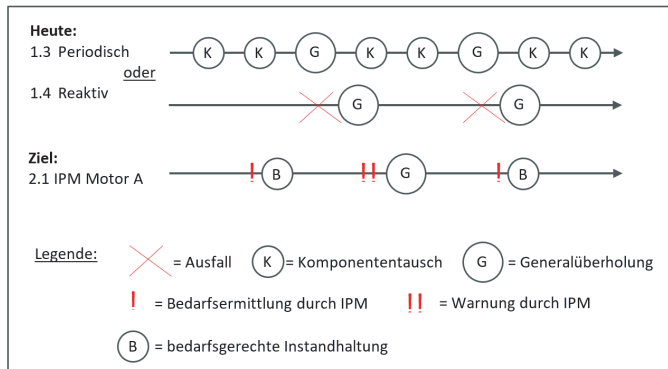 Heute:
1.3 Periodisch K K G K K G K K
oder
1.4 Reaktiv G G
Ziel:
2.1 IPM Motor A ! B !! G ! B
Legende: = Ausfall K = Komponententausch G = Generalüberholung
! = Bedarfsermittlung durch IPM !! = Warnung durch IPM
B = bedarfsgerechte Instandhaltung